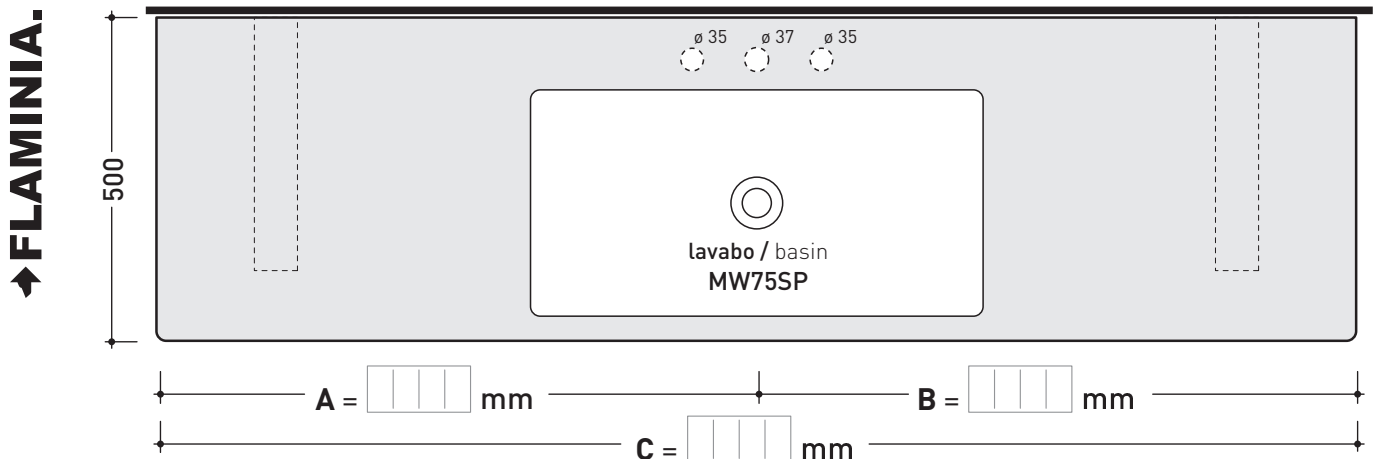 FLAMINIA.
ø 35 ø 37 ø 35
500
lavabo / basin
MW75SP
A = mm B = mm
C = mm